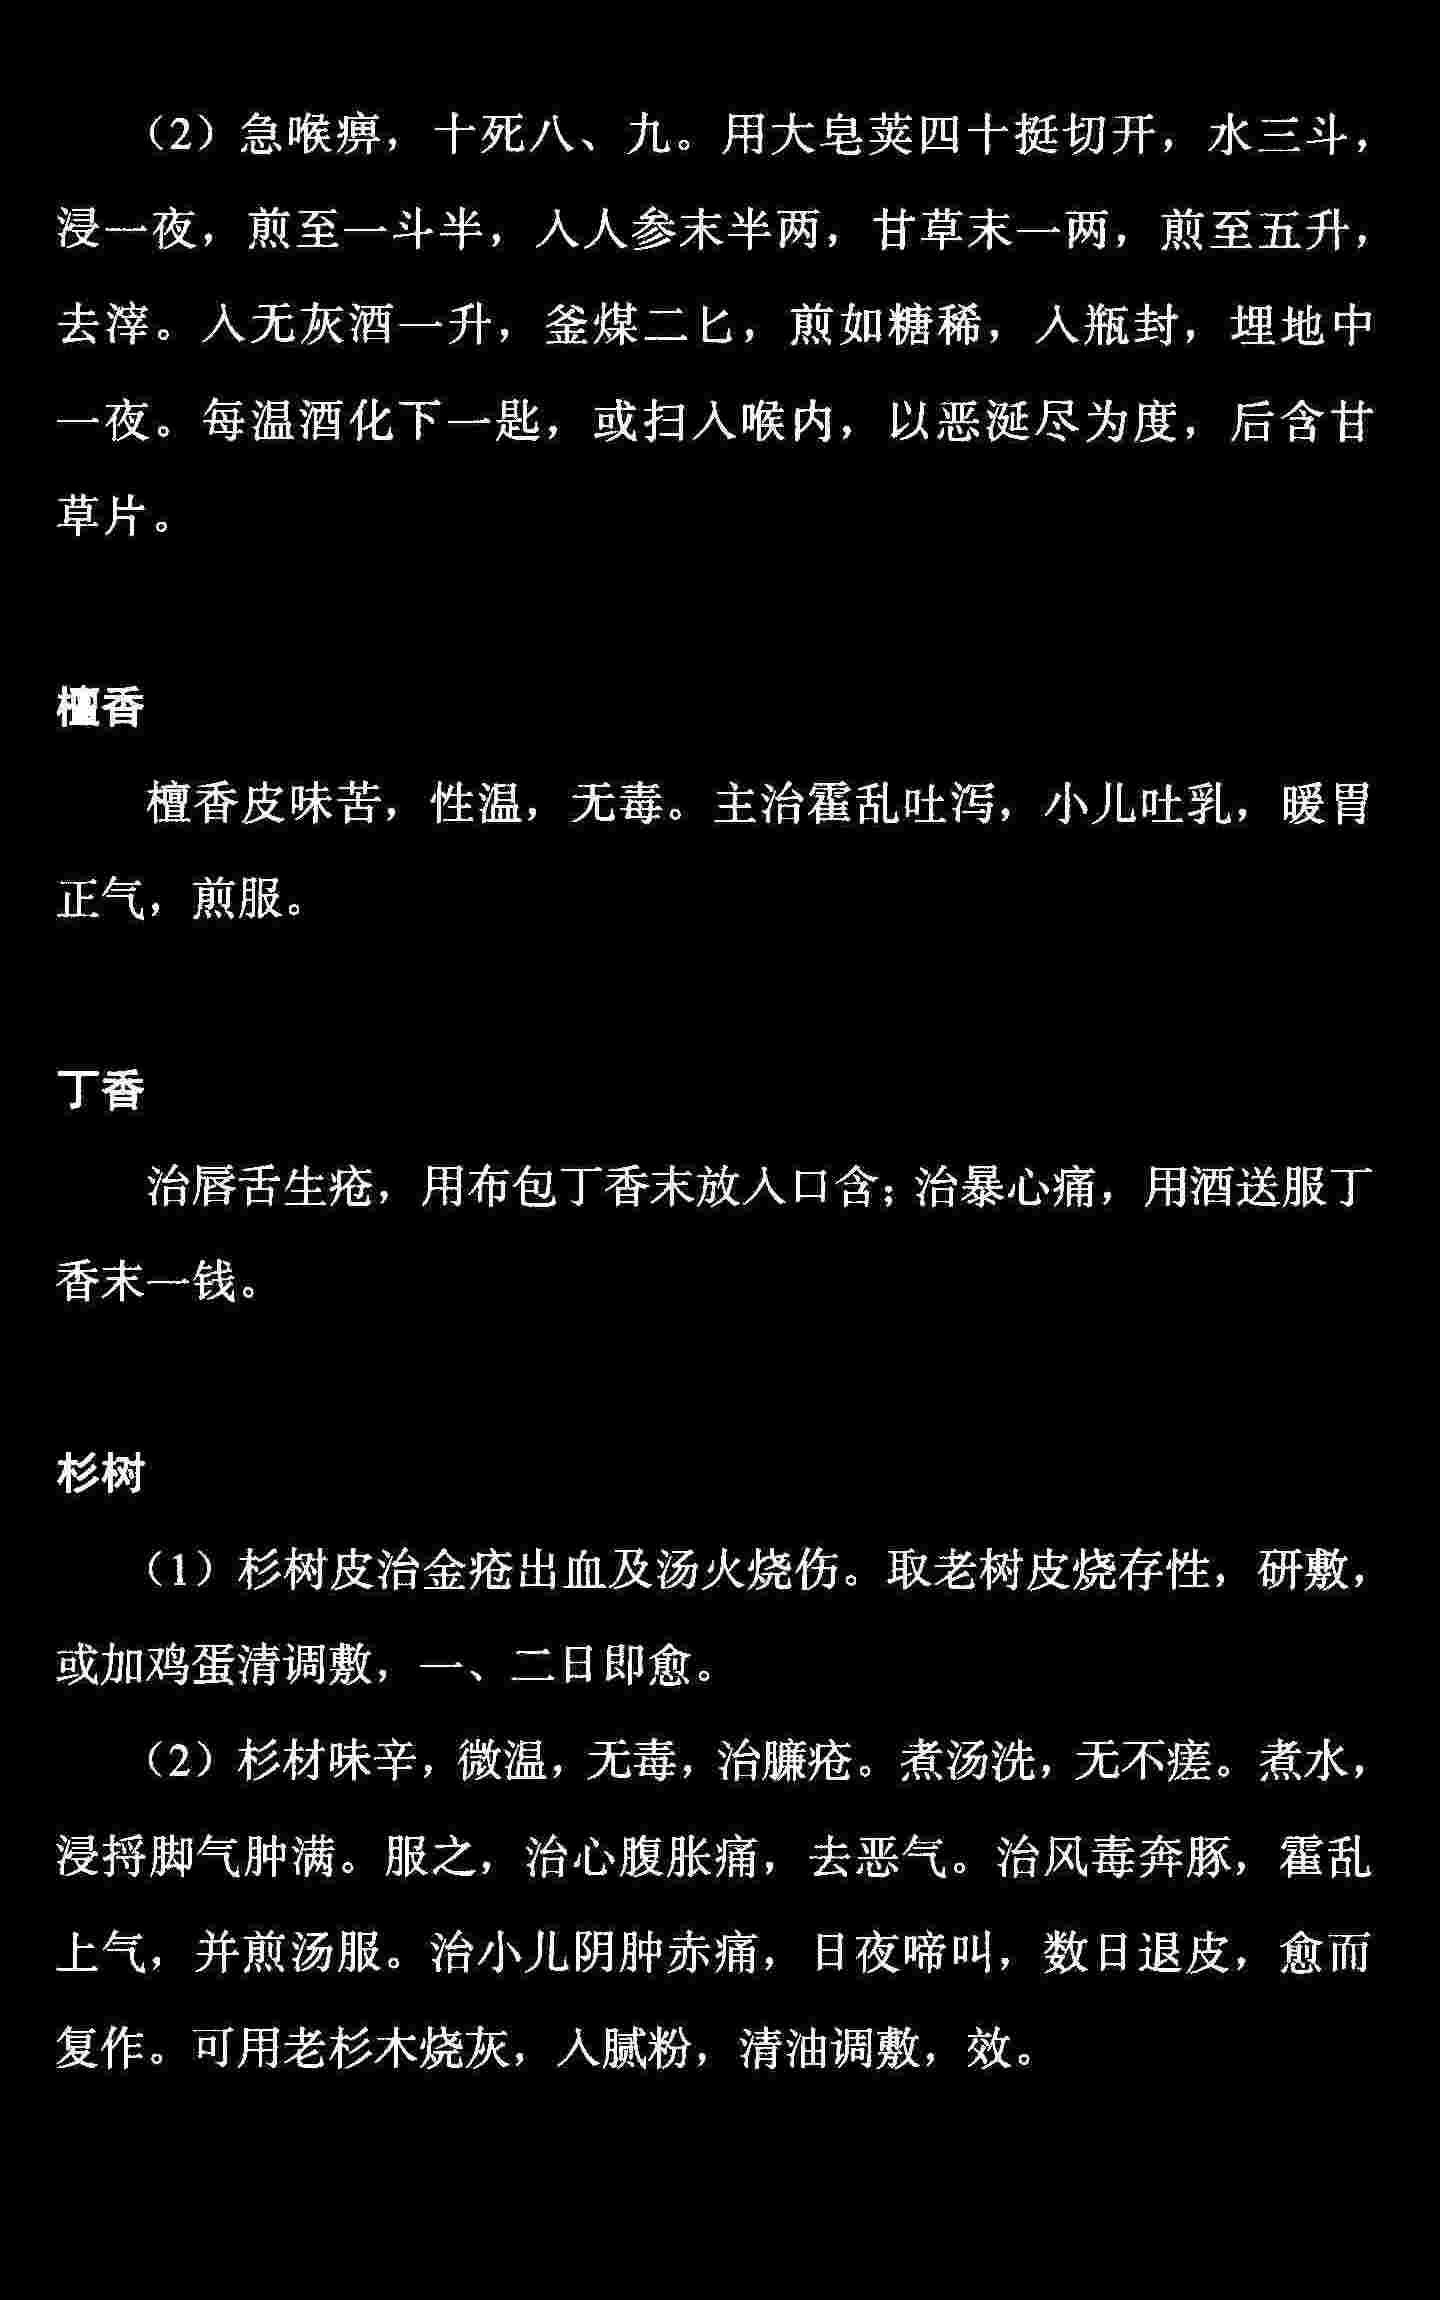 （2）急喉痹，十死八、九。用大皂荚四十挺切开，水三斗，
浸一夜，煎至一斗半，入人参末半两，甘草末一两，煎至五升，
去滓。入无灰酒一升，釜煤二匕，煎如糖稀，入瓶封，埋地中
一夜。每温酒化下一匙，或扫入喉内，以恶涎尽为度，后含甘
草片。
檀香
檀香皮味苦，性温，无毒。主治霍乱吐泻，小儿吐乳，暖胃
正气，煎服。
丁香
治唇舌生疮，用布包丁香末放入口含；治暴心痛，用酒送服丁
香末一钱。
杉树
（1）杉树皮治金疮出血及汤火烧伤。取老树皮烧存性，研敷，
或加鸡蛋清调敷，一、二日即愈。
（2）杉材味辛，微温，无毒，治臁疮。煮汤洗，无不瘥。煮水，
浸捋脚气肿满。服之，治心腹胀痛，去恶气。治风毒奔豚，霍乱
上气，并煎汤服。治小儿阴肿赤痛，日夜啼叫，数日退皮，愈而
复作。可用老杉木烧灰，入腻粉，清油调敷，效。